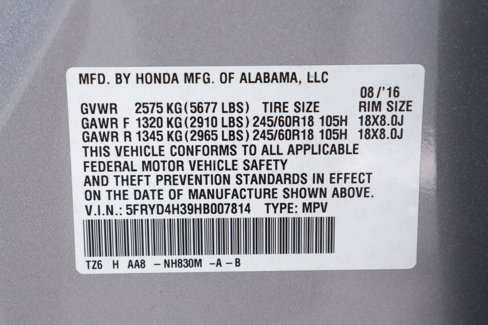 MFD. BY HONDA MFG. OF ALABAMA, LLC
08/'16
GVWR 2575 KG(5677 LBS) TIRE SIZE RIM SIZE
GAWR F 1320 KG(2910 LBS)245/60R18 105H 18X8.0J
GAWR R 1345 KG(2965 LBS)245/60R18 105H 18X8.0J
THIS VEHICLE CONFORMS TO ALL APPLICABLE
FEDERAL MOTOR VEHICLE SAFETY
AND THEFT PREVENTION STANDARDS IN EFFECT
ON THE DATE OF MANUFACTURE SHOWN ABOVE.
V.I.N.: 5FRYD4H39HB007814 TYPE: MPV
TZ6 H AA8 -NH830M -A-B